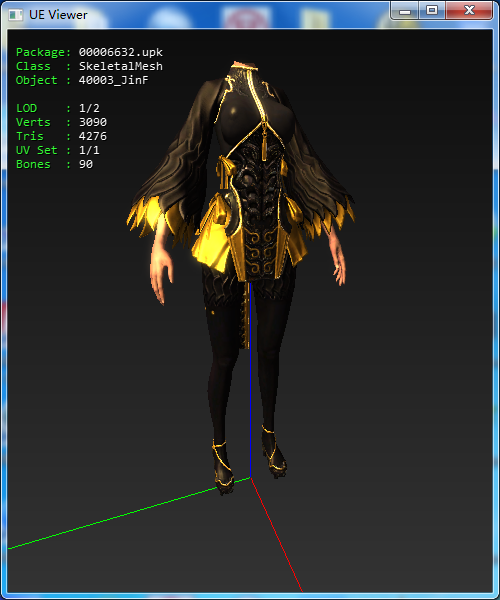 UE Viewer
Package: 00006632.upk
Class : SkeletalMesh
Object : 40003_JinF
LOD : 1/2
Verts : 3090
Tris : 4276
UV Set : 1/1
Bones : 90